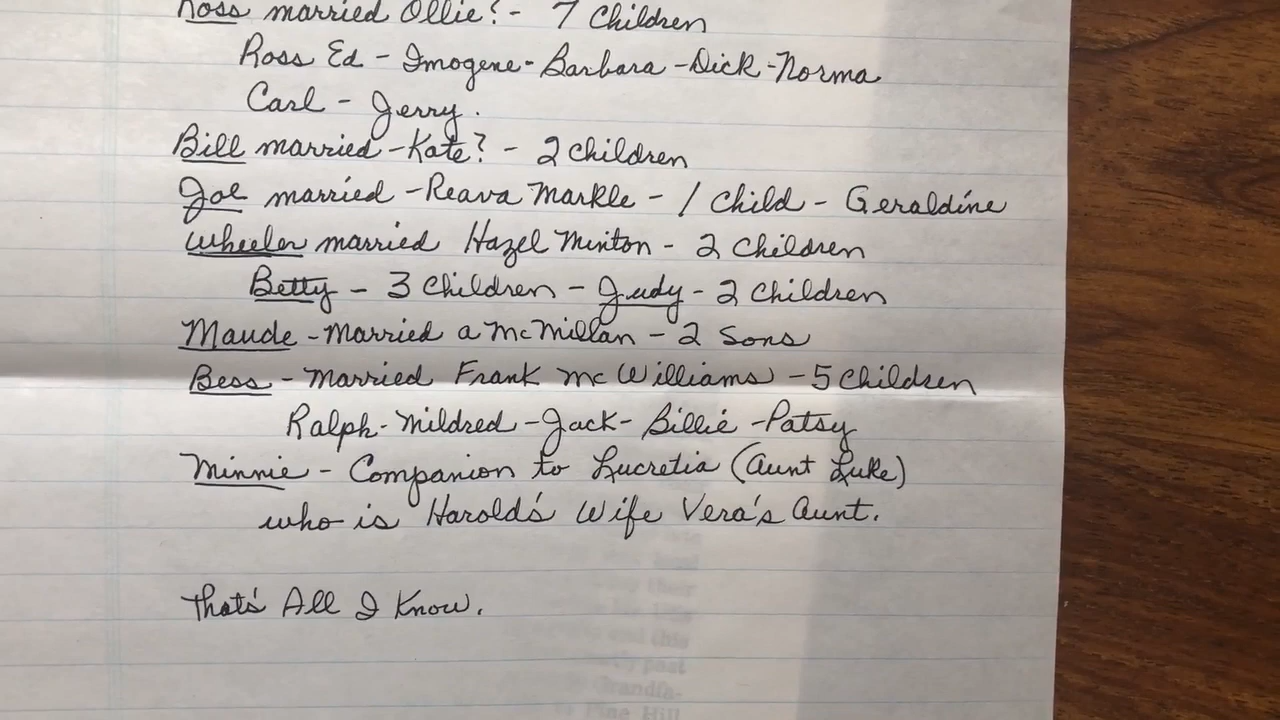 Ross married Ollie? - 7 Children
Ross Ed - Imogene - Barbara - Dick - Norma
Carl - Jerry.
Bill married - Kate? - 2 children
Joe married - Reava Markle - 1 Child - Geraldine
Wheeler married Hazel Minton - 2 Children
Betty - 3 Children - Judy - 2 Children
Maude - Married a McMillan - 2 Sons
Bess - Married Frank McWilliams - 5 Children
Ralph - Mildred - Jack - Billie - Patsy
Minnie - Companion to Lucretia (Aunt Luke)
who is Harold's Wife Vera's Aunt.
That's All I Know.